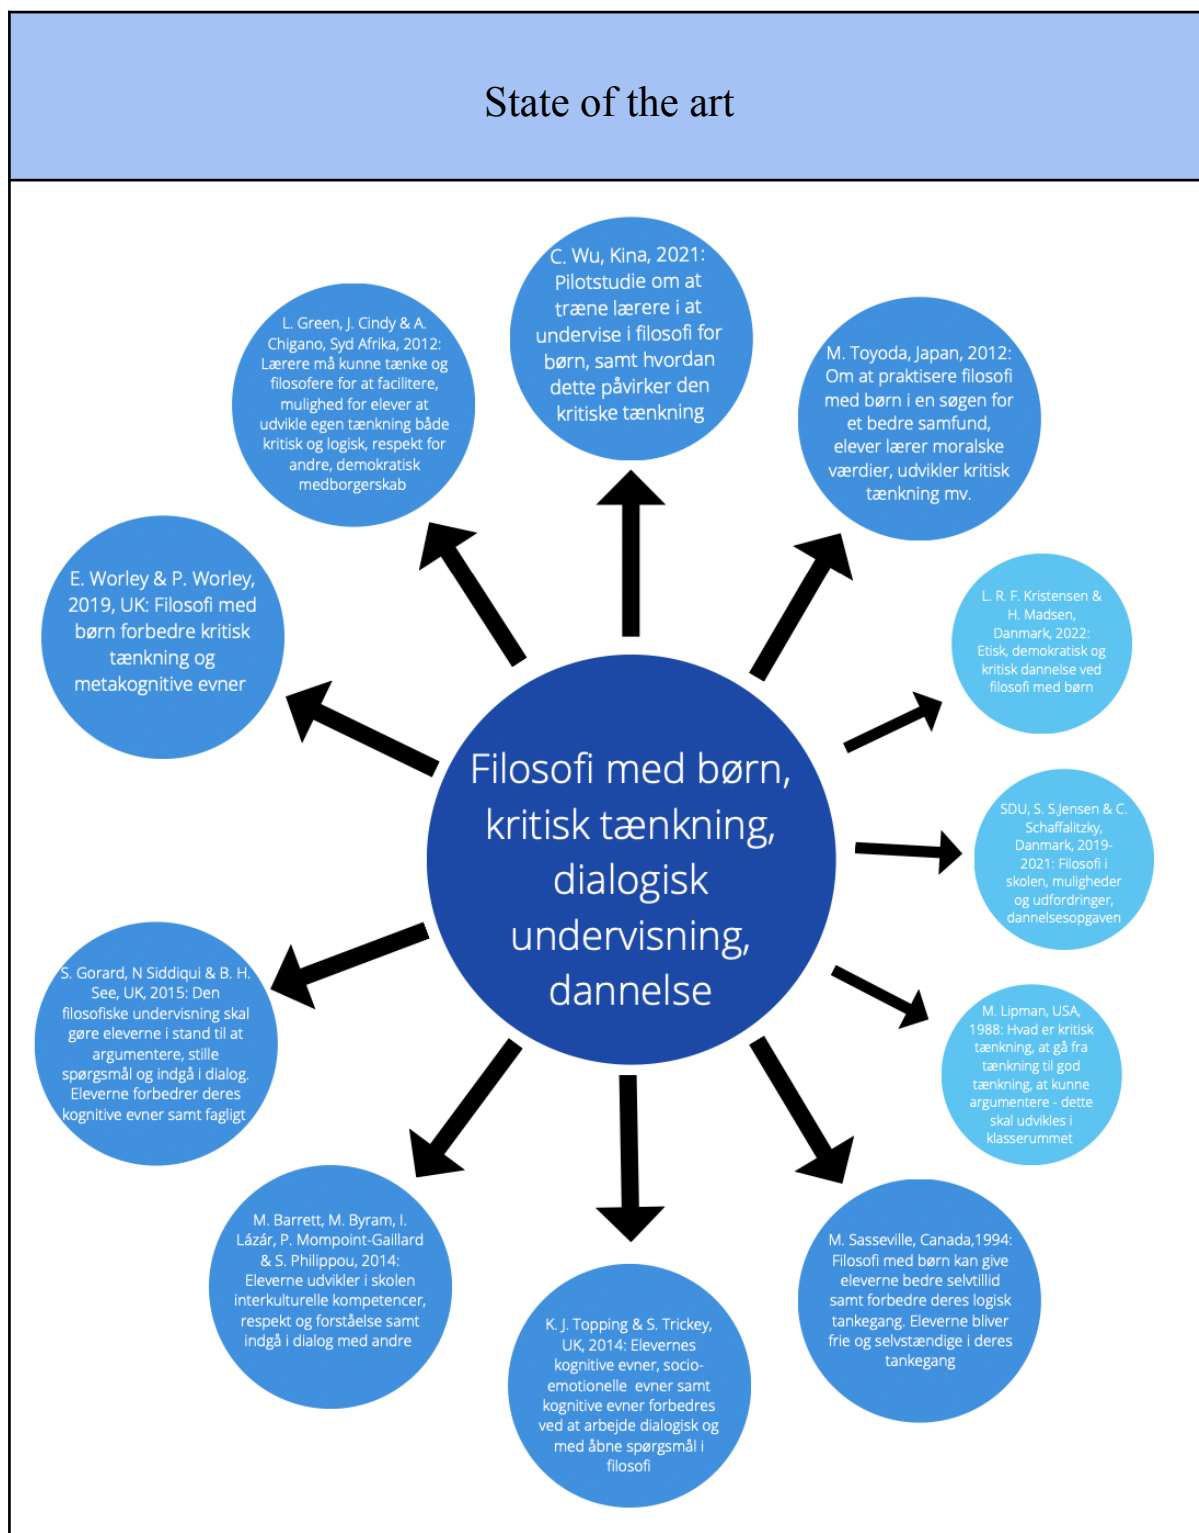 State of the art
C. Wu, Kina, 2021:
Pilotstudie om at
træne lærere i at
undervise i filosofi for
børn, samt hvordan
dette påvirker den
kritiske tænkning
L. Green, J. Cindy & A.
Chigano, Syd Afrika, 2012:
Lærere må kunne tænke og
filosofere for at facilitere,
mulighed for elever at
udvikle egen tænkning både
kritisk og logisk, respekt for
andre, demokratisk
medborgerskab
M. Toyoda, Japan, 2012:
Om at praktisere filosofi
med børn i en søgen for
et bedre samfund,
elever lærer moralske
værdier, udvikler kritisk
tænkning mv.
E. Worley & P. Worley,
2019, UK: Filosofi med
børn forbedre kritisk
tænkning og
metakognitive evner
L. R. F. Kristensen &
H. Madsen,
Danmark, 2022:
Etisk, demokratisk og
kritisk dannelse ved
filosofi med børn
Filosofi med børn,
kritisk tænkning,
dialogisk
undervisning,
dannelse
SDU, S. S.Jensen & C.
Schaffalitzky,
Danmark, 2019-
2021: Filosofi i
skolen, muligheder
og udfordringer,
dannelsesopgaven
S. Gorard, N Siddiqui & B. H.
See, UK, 2015: Den
filosofiske undervisning skal
gøre eleverne i stand til at
argumentere, stille
spørgsmål og indgå i dialog.
Eleverne forbedrer deres
kognitive evner samt fagligt
M. Lipman, USA,
1988: Hvad er kritisk
tænkning, at gå fra
tænkning til god
tænkning, at kunne
argumentere - dette
skal udvikles i
klasserummet
M. Barrett, M. Byram, I.
Lázár, P. Mompoint-Gaillard
& S. Philippou, 2014:
Eleverne udvikler i skolen
interkulturelle kompetencer,
respekt og forståelse samt
indgå i dialog med andre
M. Sasseville, Canada,1994:
Filosofi med børn kan give
eleverne bedre selvtillid
samt forbedre deres logisk
tankegang. Eleverne bliver
frie og selvstændige i deres
tankegang
K. J. Topping & S. Trickey,
UK, 2014: Elevernes
kognitive evner, socio-
emotionelle evner samt
kognitive evner forbedres
ved at arbejde dialogisk og
med åbne spørgsmål i
filosofi